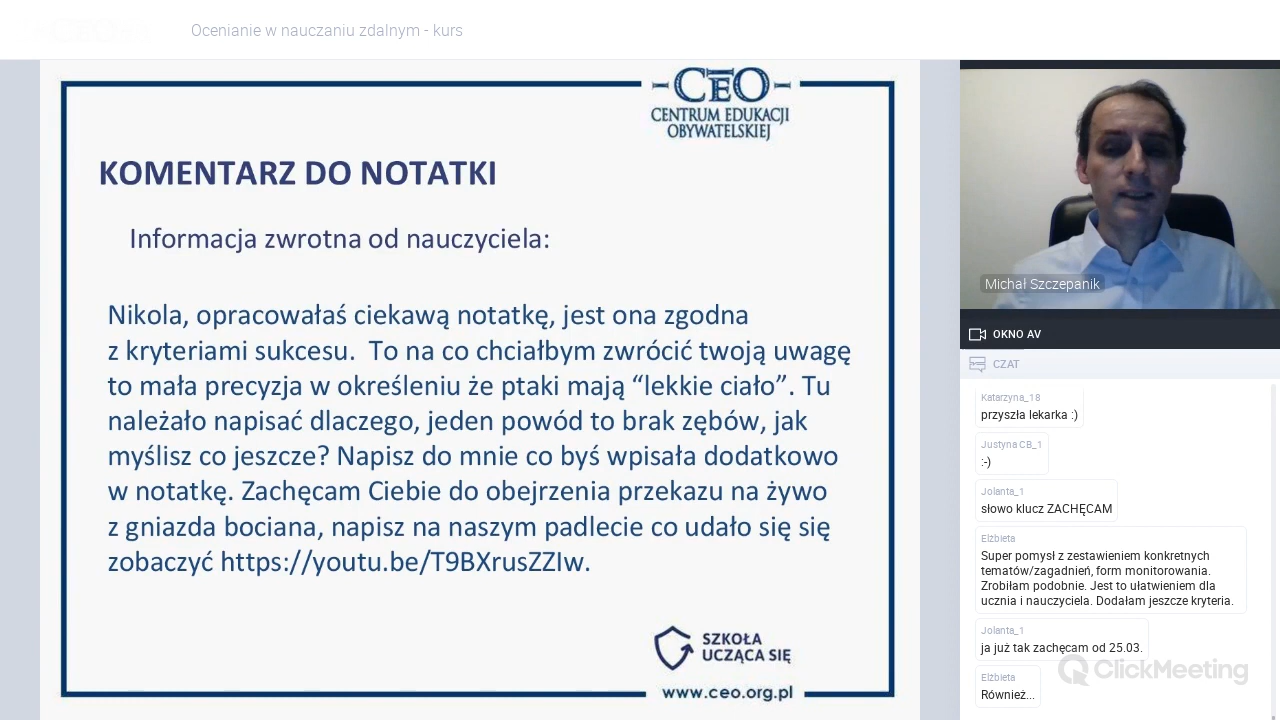 Ocenianie w nauczaniu zdalnym - kurs
CEO
CENTRUM EDUKACJI
OBYWATELSKIEJ
KOMENTARZ DO NOTATKI
Informacja zwrotna od nauczyciela:
Nikola, opracowałaś ciekawą notatkę, jest ona zgodna
z kryteriami sukcesu.  To na co chciałbym zwrócić twoją uwagę
to mała precyzja w określeniu że ptaki mają “lekkie ciało”. Tu
należało napisać dlaczego, jeden powód to brak zębów, jak
myślisz co jeszcze? Napisz do mnie co byś wpisała dodatkowo
w notatkę. Zachęcam Ciebie do obejrzenia przekazu na żywo
z gniazda bociana, napisz na naszym padlecie co udało się się
zobaczyć https://youtu.be/T9BXrusZZIw.
SZKOŁA
UCZĄCA SIĘ
www.ceo.org.pl
Michał Szczepanik
OKNO AV
CZAT
Katarzyna_18
przyszła lekarka :)
Justyna CB_1
:-)
Jolanta_1
słowo klucz ZACHĘCAM
Elżbieta
Super pomysł z zestawieniem konkretnych
tematów/zagadnień, form monitorowania.
Zrobiłam podobnie. Jest to ułatwieniem dla
ucznia i nauczyciela. Dodałam jeszcze kryteria.
Jolanta_1
ja już tak zachęcam od 25.03.
Elżbieta
Również...
ClickMeeting